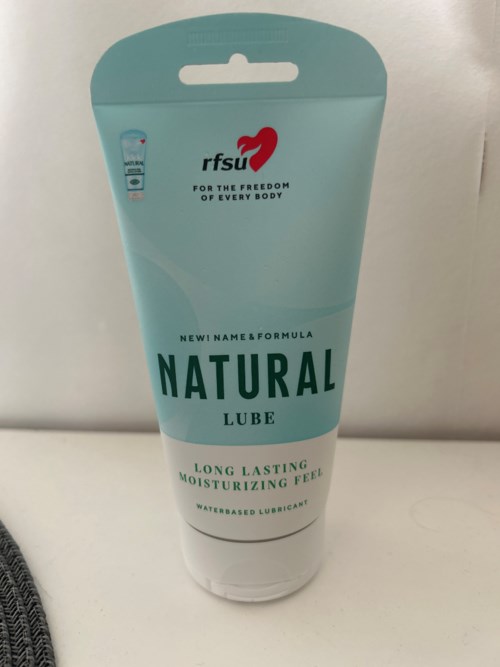 rfsu
FOR THE FREEDOM
OF EVERY BODY
NEW! NAME & FORMULA
NATURAL
LUBE
LONG LASTING
MOISTURIZING FEEL
WATERBASED LUBRICANT